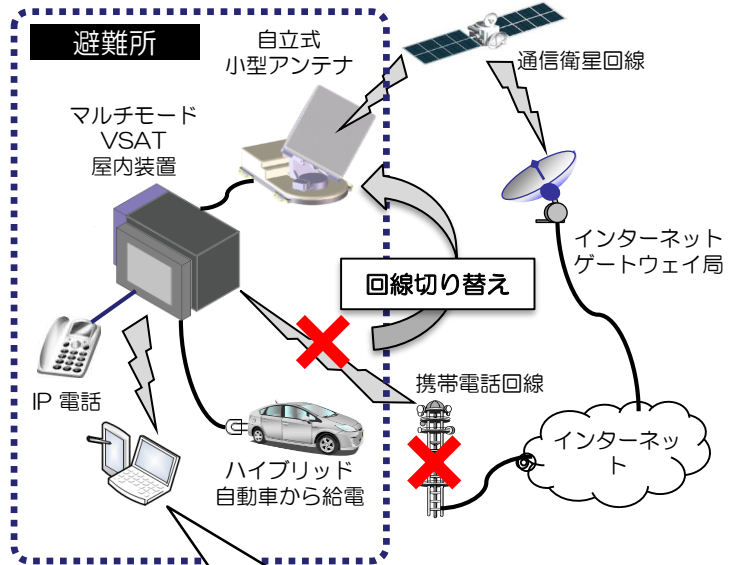 避難所
自立式
小型アンテナ
通信衛星回線
マルチモード
VSAT
屋内装置
インターネット
ゲートウェイ局
回線切り替え
IP 電話
携帯電話回線
ハイブリッド
自動車から給電
インターネッ
ト